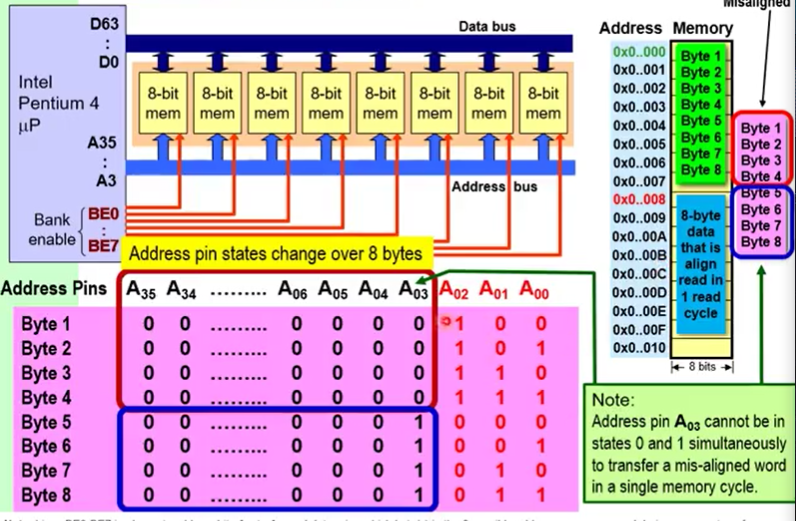 Misaligned
D63
:
D0
Intel
Pentium 4
μP
A35
:
A3
Bank
enable
BE0
:
BE7
Data bus
8-bit mem 8-bit mem 8-bit mem 8-bit mem 8-bit mem 8-bit mem 8-bit mem 8-bit mem
Address bus
Address pin states change over 8 bytes
Address Memory
0x0..000 Byte 1
0x0..001 Byte 2
0x0..002 Byte 3
0x0..003 Byte 4
0x0..004 Byte 5
0x0..005 Byte 6
0x0..006 Byte 7
0x0..007 Byte 8
0x0..008
0x0..009
0x0..00A
0x0..00B
0x0..00C
0x0..00D
0x0..00E
0x0..00F
0x0..010
8-byte
data
that is
align
read in
1 read
cycle
8 bits
Byte 1
Byte 2
Byte 3
Byte 4
Byte 5
Byte 6
Byte 7
Byte 8
Address Pins A35 A34 ......... A06 A05 A04 A03 A02 A01 A00
Byte 1 0 0 ......... 0 0 0 0 1 0 0
Byte 2 0 0 ......... 0 0 0 0 1 0 1
Byte 3 0 0 ......... 0 0 0 0 1 1 0
Byte 4 0 0 ......... 0 0 0 0 1 1 1
Byte 5 0 0 ......... 0 0 0 1 0 0 0
Byte 6 0 0 ......... 0 0 0 1 0 0 1
Byte 7 0 0 ......... 0 0 0 1 0 1 0
Byte 8 0 0 ......... 0 0 0 1 0 1 1
Note:
Address pin A03 cannot be in
states 0 and 1 simultaneously
to transfer a mis-aligned word
in a single memory cycle.